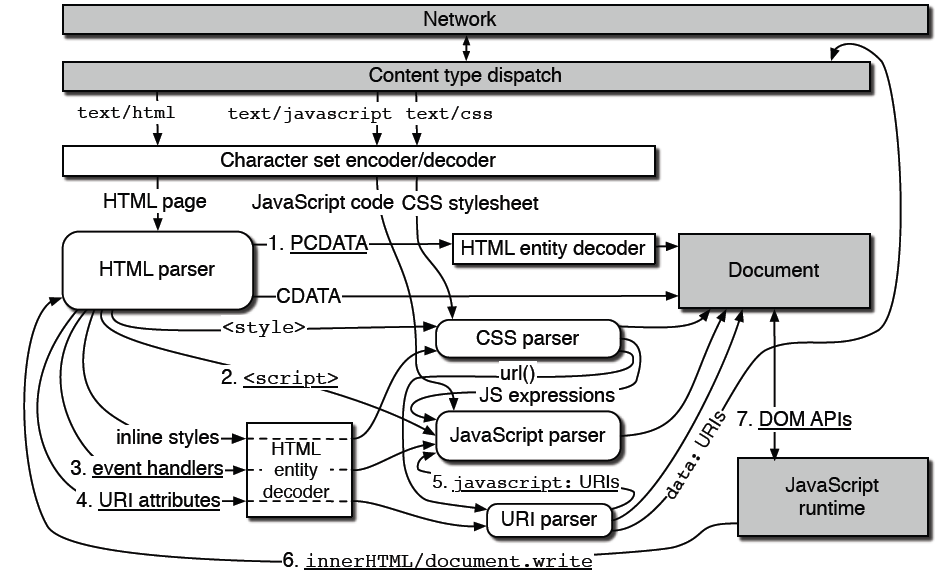 Network
Content type dispatch
text/html
text/javascript
text/css
Character set encoder/decoder
HTML page
JavaScript code
CSS stylesheet
1. PCDATA
HTML entity decoder
HTML parser
Document
CDATA
<style>
CSS parser
url()
2. <script>
JS expressions
inline styles
HTML
entity
decoder
JavaScript parser
7. DOM APIs
3. event handlers
data: URIs
4. URI attributes
5. javascript: URIs
JavaScript
runtime
URI parser
6. innerHTML/document.write